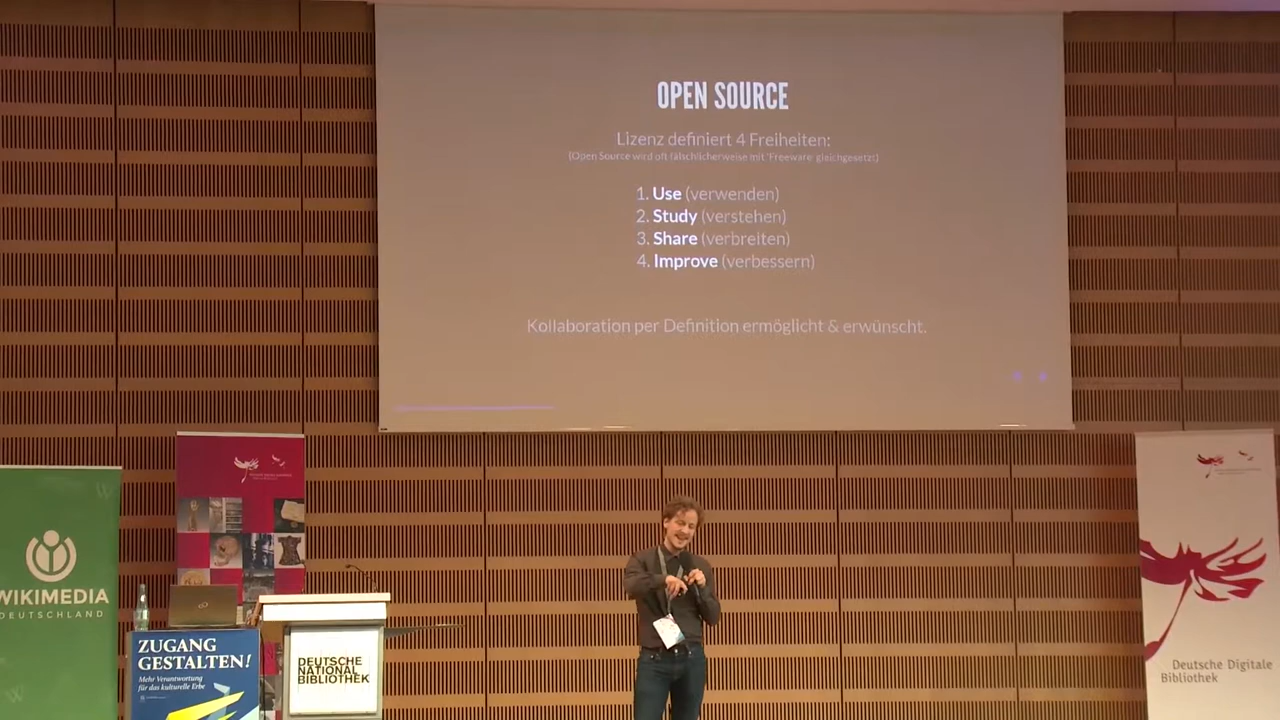 OPEN SOURCE
Lizenz definiert 4 Freiheiten:
(Open Source wird oft fälschlicherweise mit 'Freeware' gleichgesetzt)
1. Use (verwenden)
2. Study (verstehen)
3. Share (verbreiten)
4. Improve (verbessern)
Kollaboration per Definition ermöglicht & erwünscht.
WIKIMEDIA
DEUTSCHLAND
ZUGANG
GESTALTEN!
Mehr Verantwortung
für das kulturelle Erbe
DEUTSCHE
NATIONAL
BIBLIOTHEK
Deutsche Digitale
Bibliothek